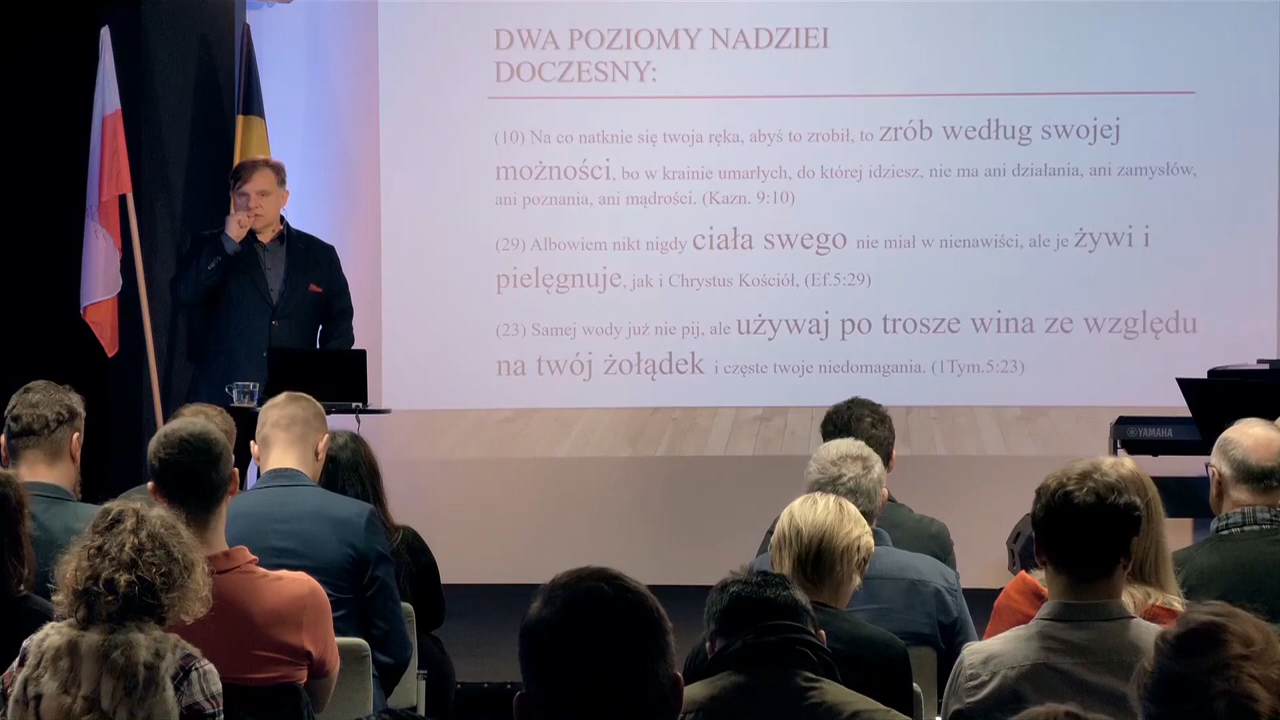 DWA POZIOMY NADZIEI
DOCZESNY:
(10) Na co natknie się twoja ręka, abyś to zrobił, to zrób według swojej
możności, bo w krainie umarłych, do której idziesz, nie ma ani działania, ani zamysłów,
ani poznania, ani mądrości. (Kazn. 9:10)
(29) Albowiem nikt nigdy ciała swego nie miał w nienawiści, ale je żywi i
pielęgnuje, jak i Chrystus Kościół, (Ef.5:29)
(23) Samej wody już nie pij, ale używaj po trosze wina ze względu
na twój żołądek i częste twoje niedomagania. (1Tym.5:23)
YAMAHA